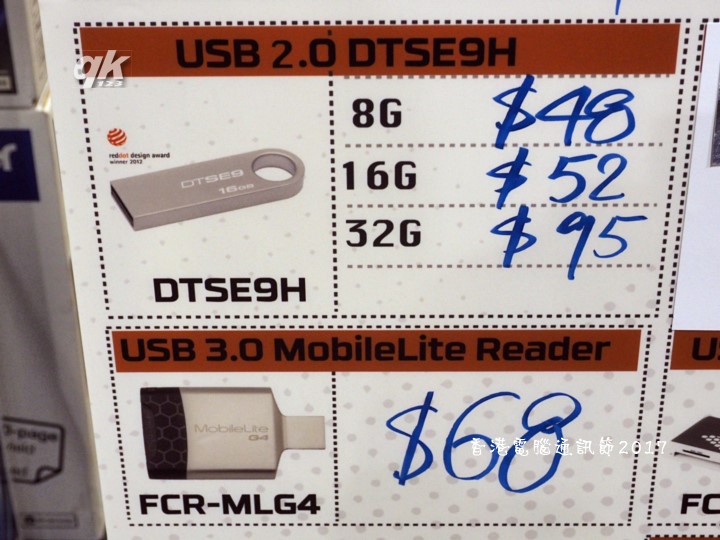 USB 2.0 DTSE9H
qk
reddot design award
winner 2012
DTSE9
16GB
8G $48
16G $52
32G $95
DTSE9H
USB 3.0 MobileLite Reader
MobileLite
G4
$68
香港電腦通訊節2017
FCR-MLG4
FC